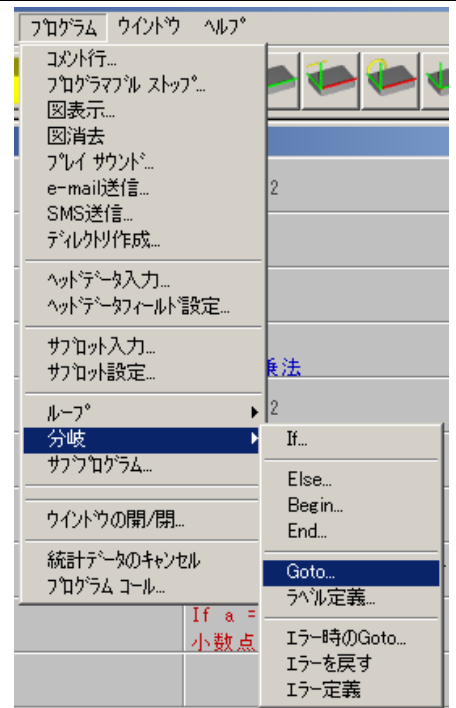 プログラム ウインドウ ヘルプ
コメント行...
プログラマブル ストップ...
図表示...
図消去
プレイ サウンド...
e-mail送信...
SMS送信...
ディレクトリ作成...
ヘッドデータ入力...
ヘッドデータフィールド設定...
サブロット入力...
サブロット設定...
ループ
分岐
サブプログラム...
ウインドウの開/閉...
統計データのキャンセル
プログラム コール...
2
乗法
2
If...
Else...
Begin...
End...
Goto...
ラベル定義...
エラー時のGoto...
エラーを戻す
エラー定義
If a =
小数点